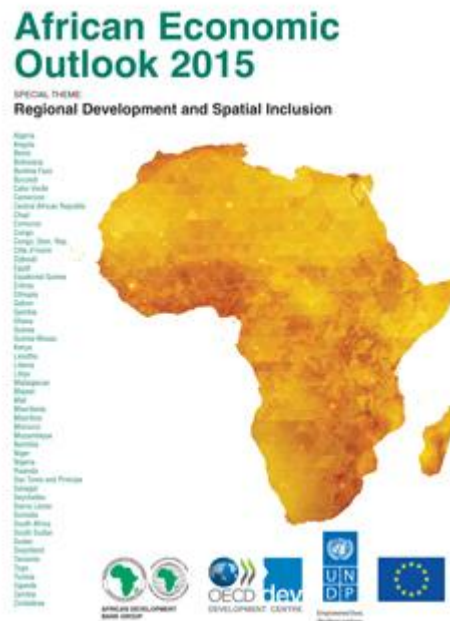 African Economic
Outlook 2015
SPECIAL THEME:
Regional Development and Spatial Inclusion
Algeria
Angola
Benin
Botswana
Burkina Faso
Burundi
Cabo Verde
Cameroon
Central African Republic
Chad
Comoros
Congo
Congo, Dem. Rep.
Côte d'Ivoire
Djibouti
Egypt
Equatorial Guinea
Eritrea
Ethiopia
Gabon
Gambia
Ghana
Guinea
Guinea-Bissau
Kenya
Lesotho
Liberia
Libya
Madagascar
Malawi
Mali
Mauritania
Mauritius
Morocco
Mozambique
Namibia
Niger
Nigeria
Rwanda
Sao Tome and Principe
Senegal
Seychelles
Sierra Leone
Somalia
South Africa
South Sudan
Sudan
Swaziland
Tanzania
Togo
Tunisia
Uganda
Zambia
Zimbabwe
AFRICAN DEVELOPMENT
BANK GROUP
OECD dev
DEVELOPMENT CENTRE
U N
D P
Empowered lives.